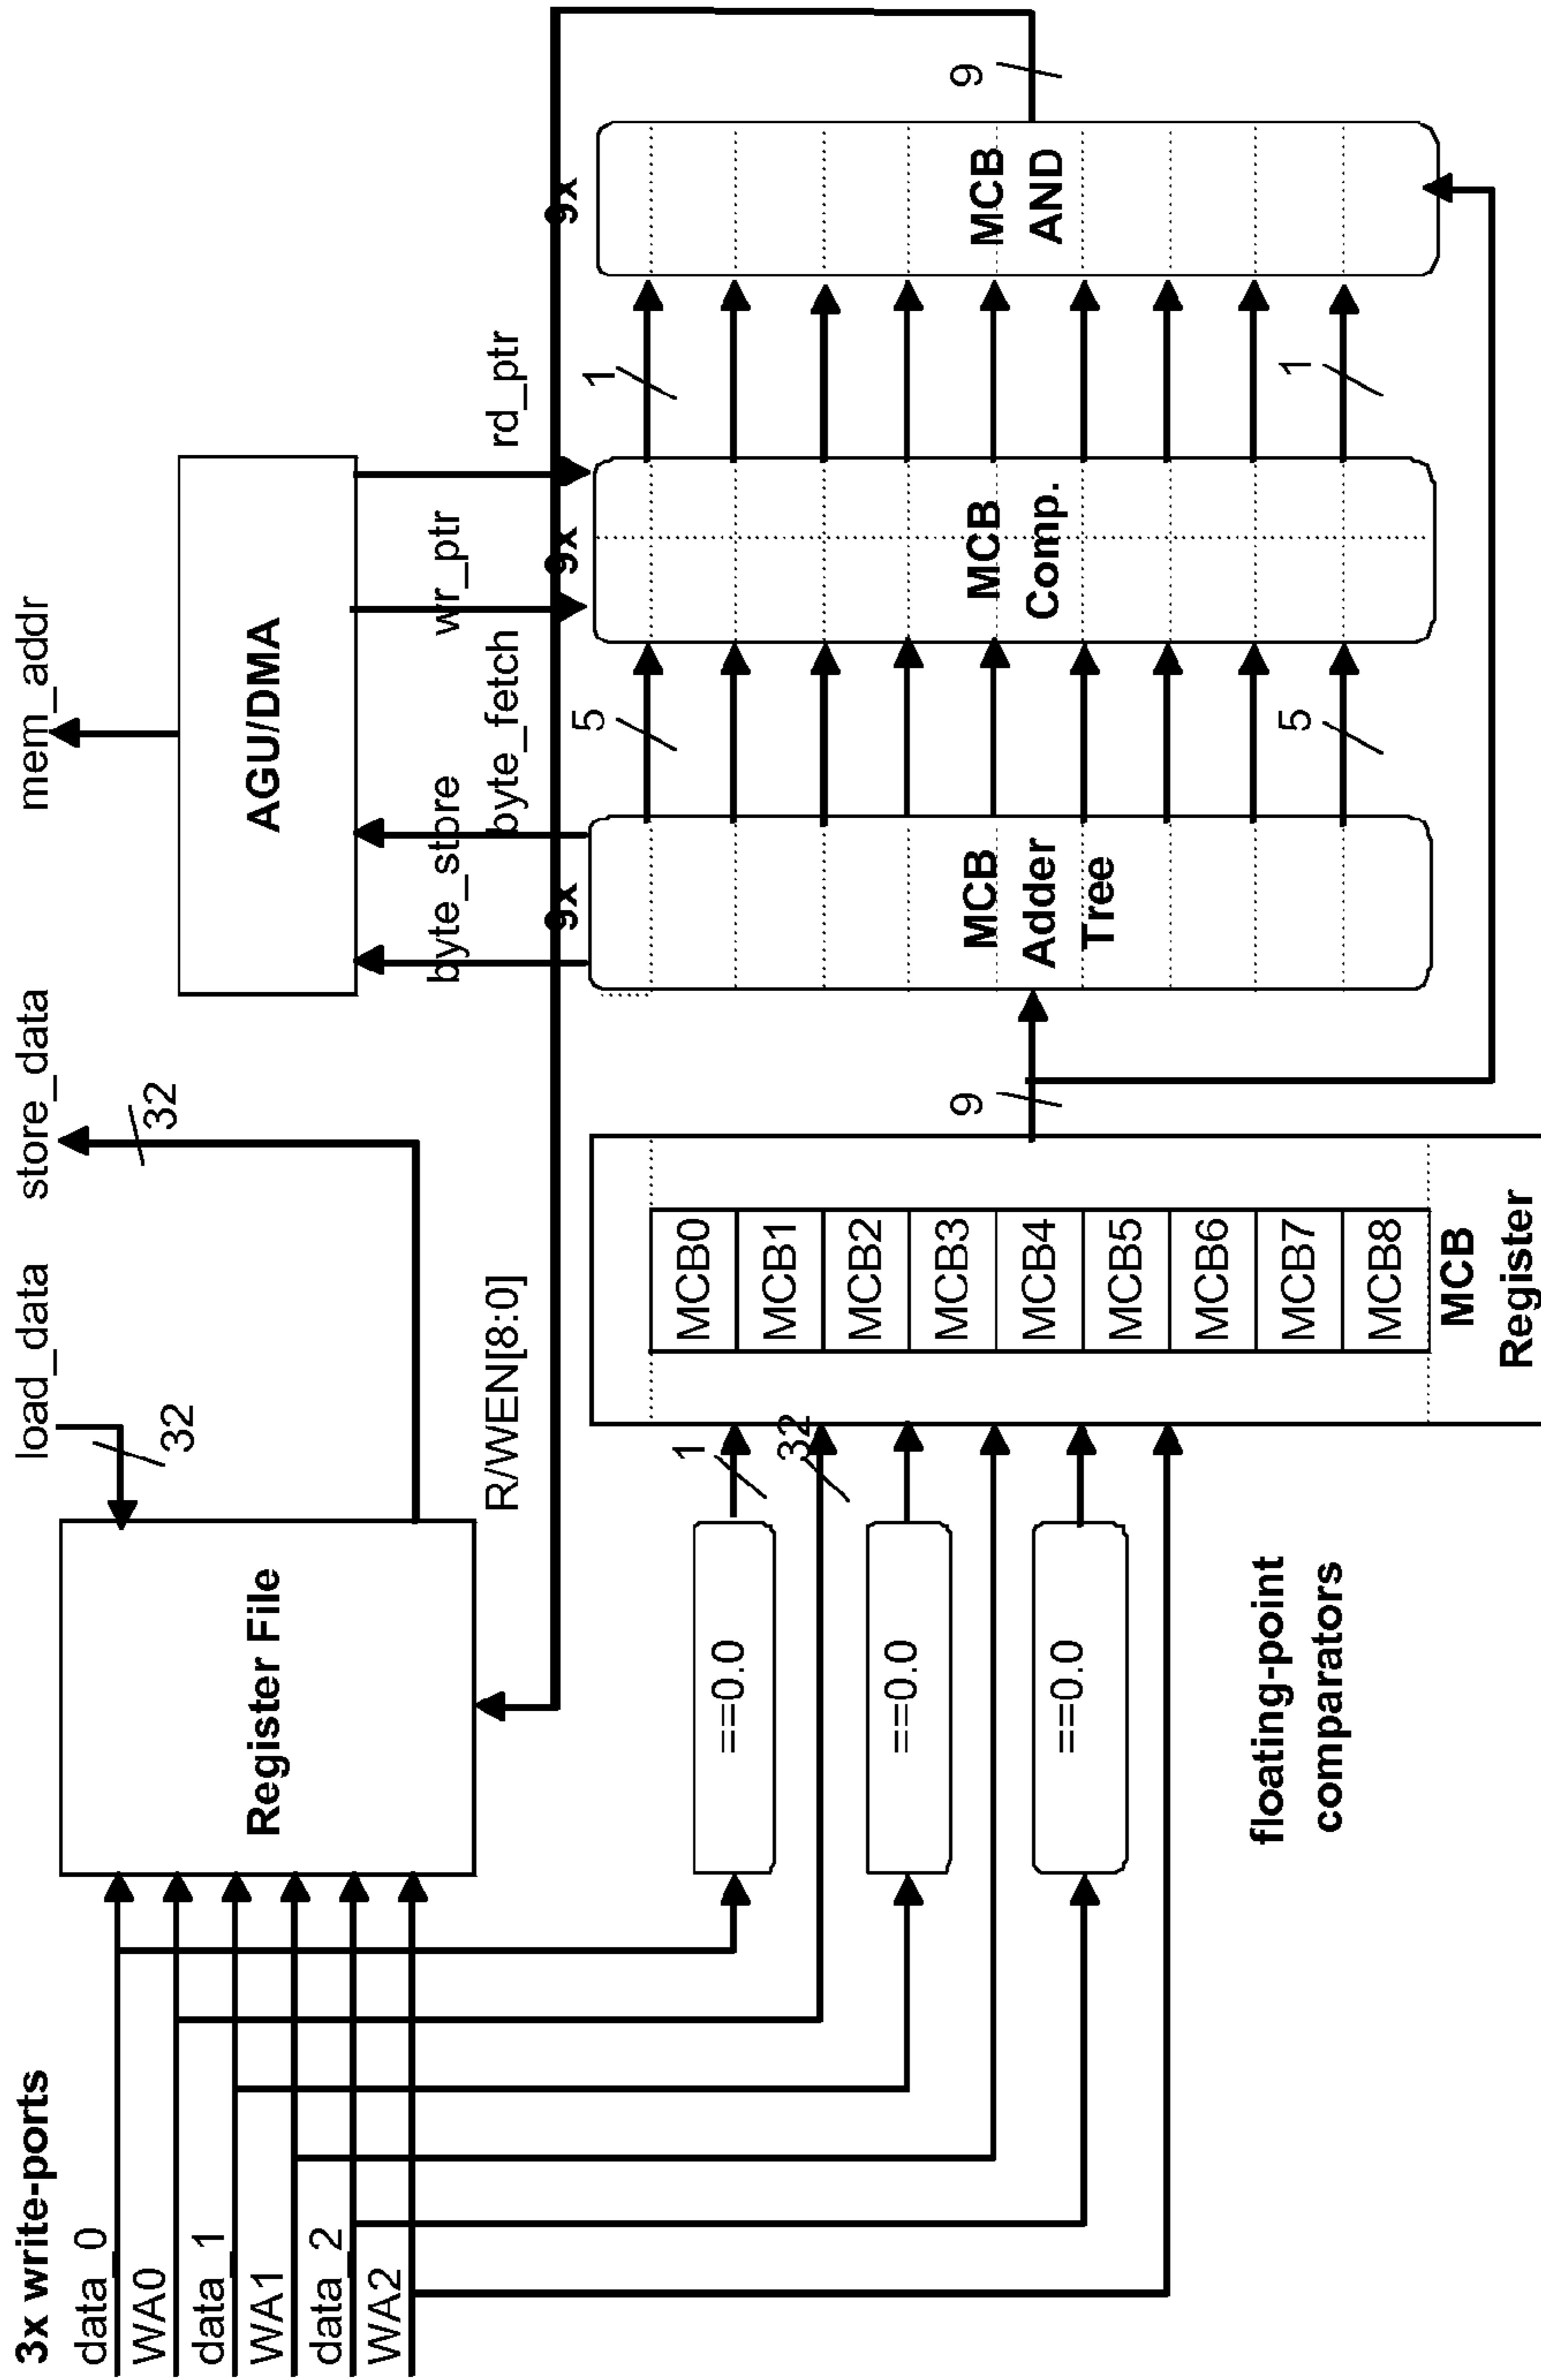 3x write-ports
data_0
WA0
data_1
WA1
data_2
WA2
Register File
load_data
32
store_data
32
mem_addr
AGU/DMA
R/WEN[8:0]
byte_store
byte_fetch
wr_ptr
rd_ptr
==0.0
==0.0
==0.0
floating-point
comparators
1
32
MCB0
MCB1
MCB2
MCB3
MCB4
MCB5
MCB6
MCB7
MCB8
MCB
Register
9
9x
MCB
Adder
Tree
5
5
9x
MCB
Comp.
1
1
9x
MCB
AND
9